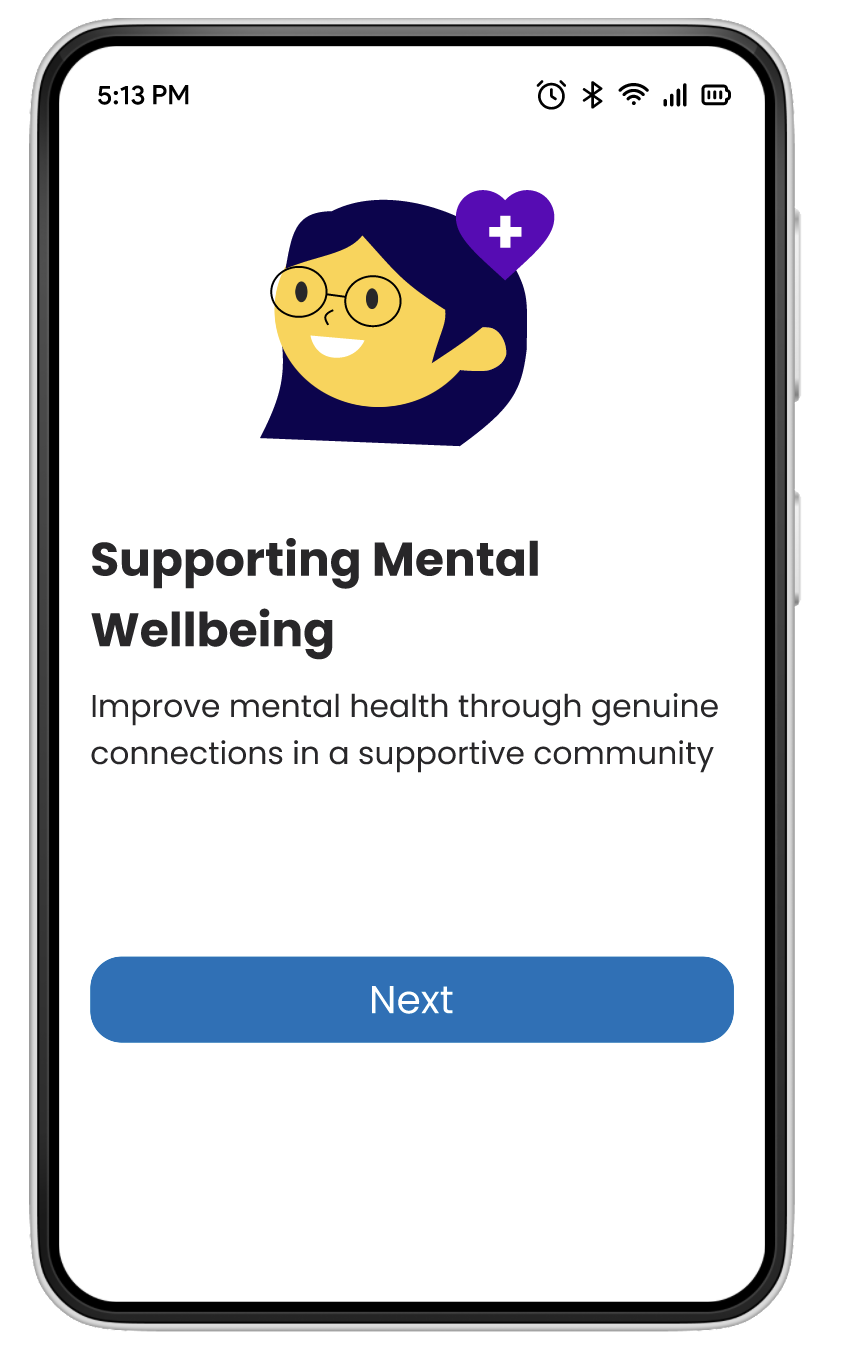 5:13 PM
Supporting Mental
Wellbeing
Improve mental health through genuine
connections in a supportive community
Next